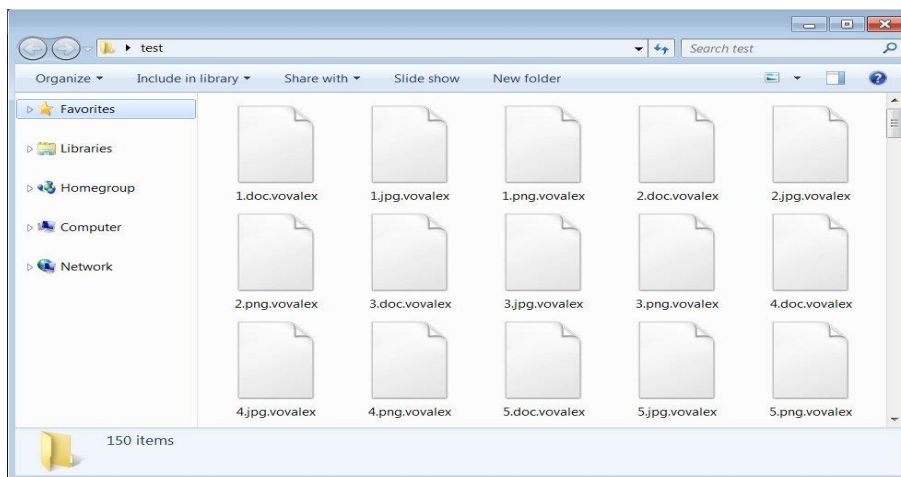 test
Search test
Organize Include in library Share with Slide show New folder
Favorites
Libraries
Homegroup
Computer
Network
1.doc.vovalex 1.jpg.vovalex 1.png.vovalex 2.doc.vovalex 2.jpg.vovalex
2.png.vovalex 3.doc.vovalex 3.jpg.vovalex 3.png.vovalex 4.doc.vovalex
4.jpg.vovalex 4.png.vovalex 5.doc.vovalex 5.jpg.vovalex 5.png.vovalex
150 items